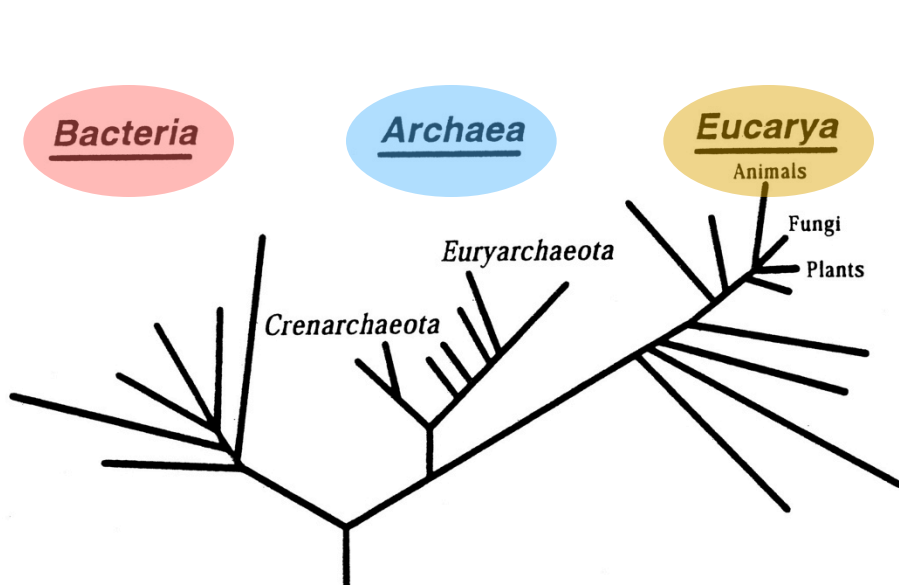 Bacteria
Archaea
Eucarya
Animals
Fungi
Plants
Euryarchaeota
Crenarchaeota